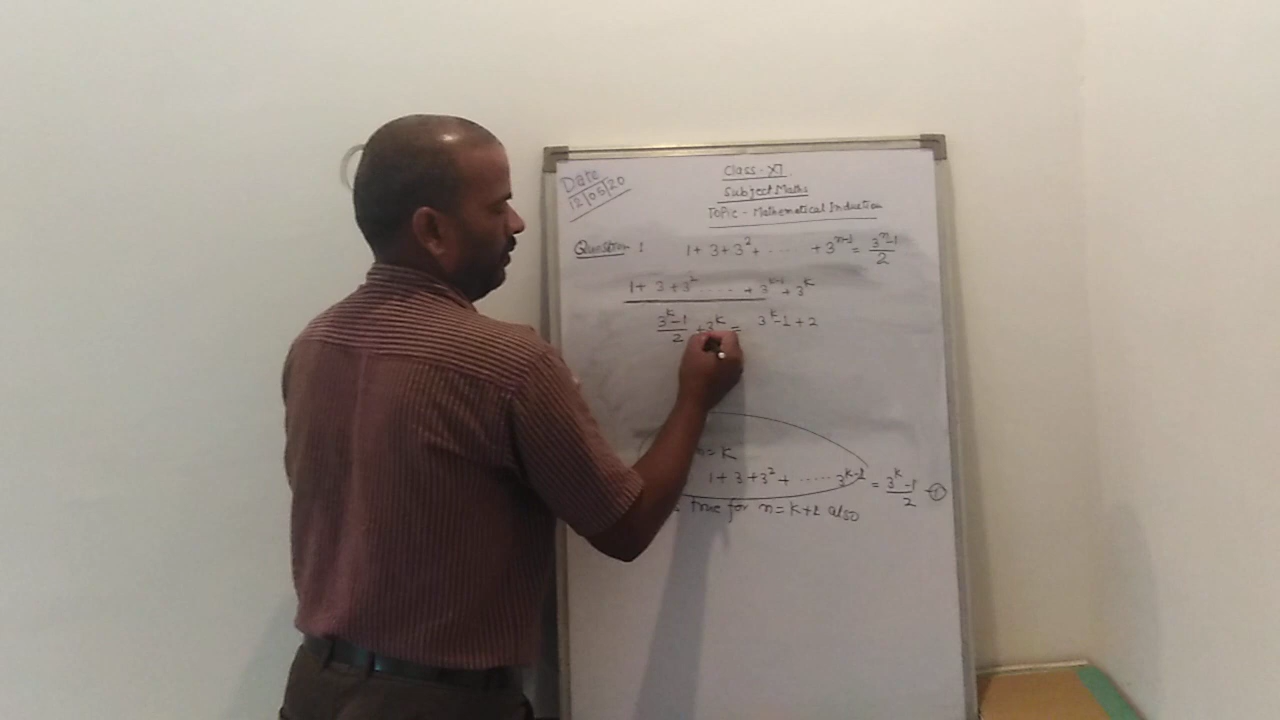 Date
12/05/20
Class - XI
Subject Maths
Topic - Mathematical Induction
Question 1 1 + 3 + 3² + ...... + 3ⁿ⁻¹ = (3ⁿ-1)/2
1 + 3 + 3² ..... + 3ᵏ⁻¹ + 3ᵏ
(3ᵏ-1)/2 + 3ᵏ = 3ᵏ-1 + 2
n = k
1 + 3 + 3² + ..... 3ᵏ⁻¹ = (3ᵏ-1)/2 - ①
true for n = k+1 also